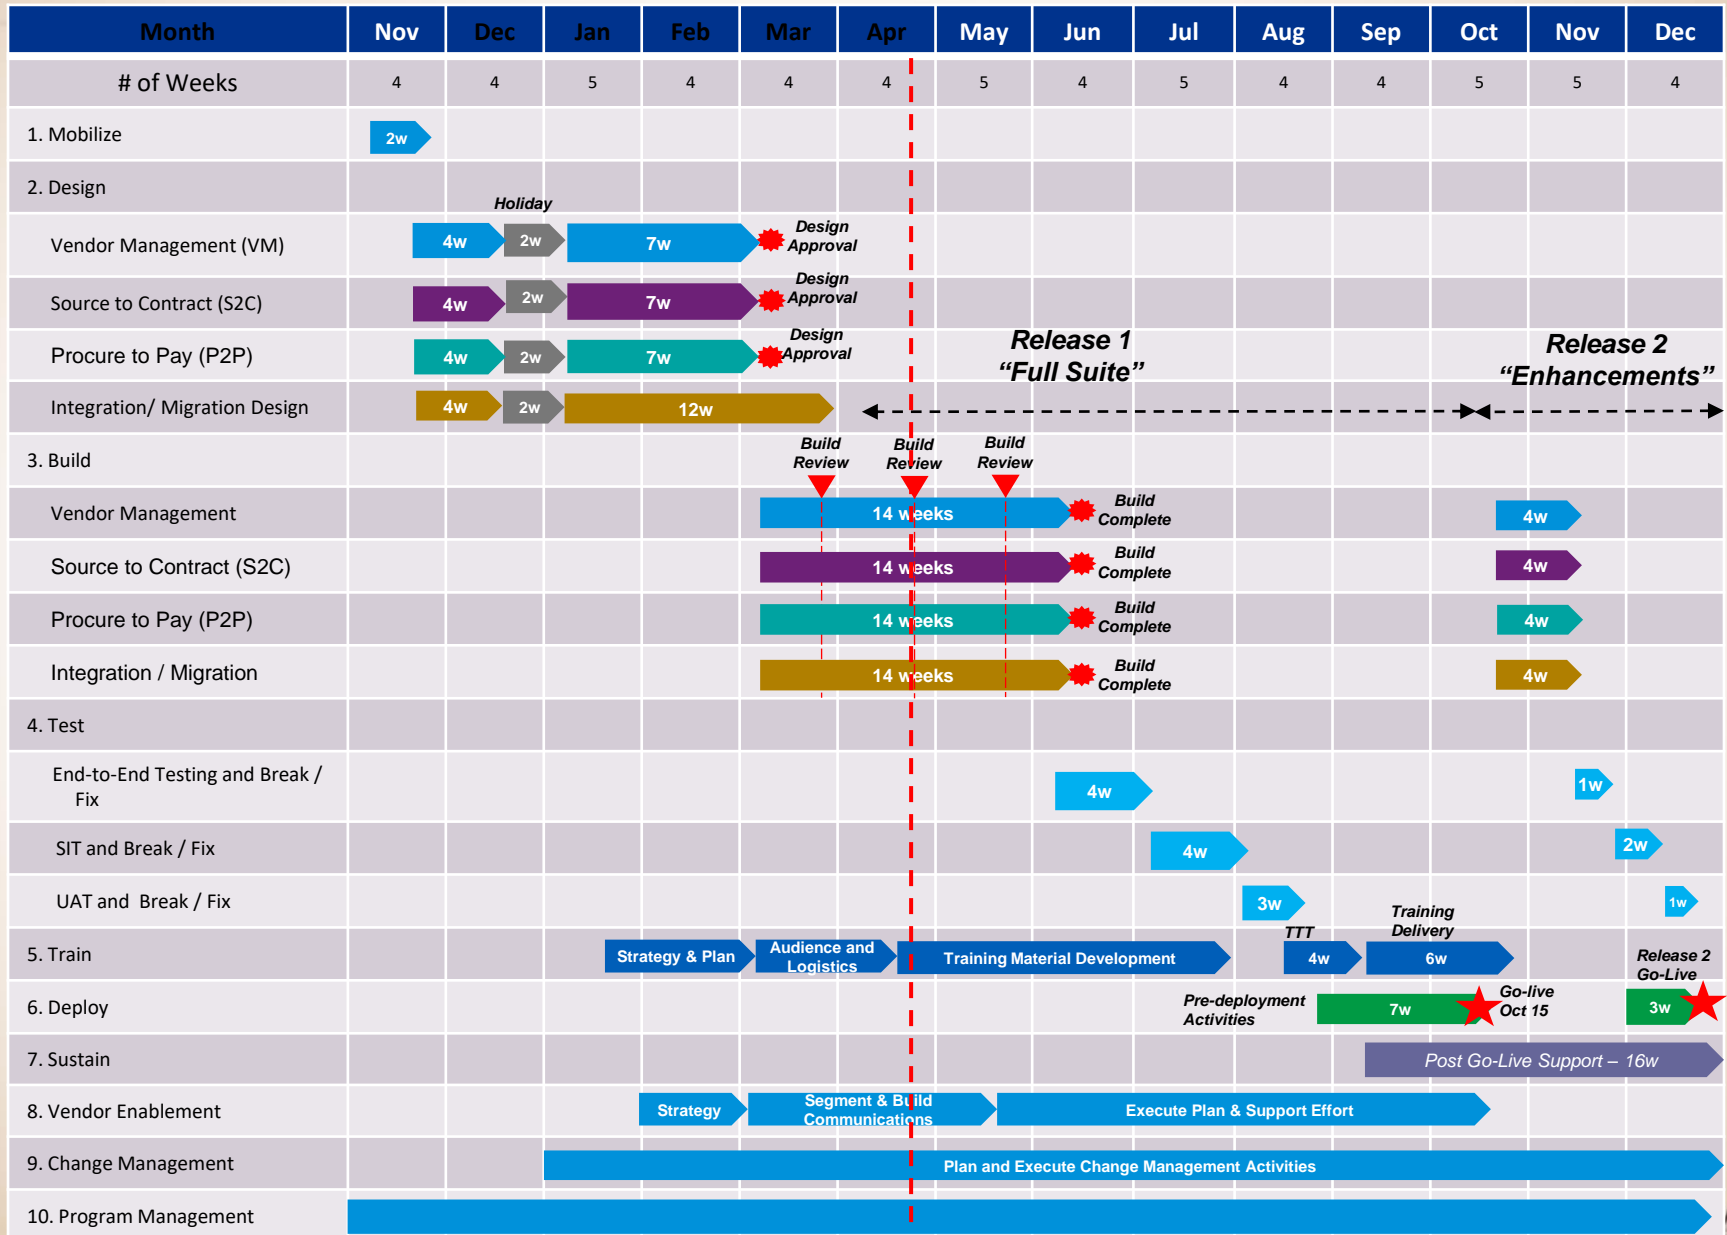 Month Nov Dec Jan Feb Mar Apr May Jun Jul Aug Sep Oct Nov Dec
# of Weeks 4 4 5 4 4 4 5 4 5 4 4 5 5 4
1. Mobilize 2w
2. Design
Holiday
Vendor Management (VM) 4w 2w 7w
Design
Approval
Source to Contract (S2C) 4w 2w 7w
Design
Approval
Procure to Pay (P2P) 4w 2w 7w
Design
Approval
Release 1
“Full Suite”
Release 2
“Enhancements”
Integration/ Migration Design 4w 2w 12w
3. Build
Build
Review
Build
Review
Build
Review
Vendor Management 14 weeks
Build
Complete
4w
Source to Contract (S2C) 14 weeks
Build
Complete
4w
Procure to Pay (P2P) 14 weeks
Build
Complete
4w
Integration / Migration 14 weeks
Build
Complete
4w
4. Test
End-to-End Testing and Break /
Fix
4w 1w
SIT and Break / Fix 4w 2w
UAT and Break / Fix 3w 1w
5. Train
Strategy & Plan
Audience and
Logistics
Training Material Development
TTT
4w
Training
Delivery
6w
6. Deploy
Pre-deployment
Activities
7w
Go-live
Oct 15
Release 2
Go-Live
3w
7. Sustain Post Go-Live Support – 16w
8. Vendor Enablement
Strategy
Segment & Build
Communications
Execute Plan & Support Effort
9. Change Management Plan and Execute Change Management Activities
10. Program Management